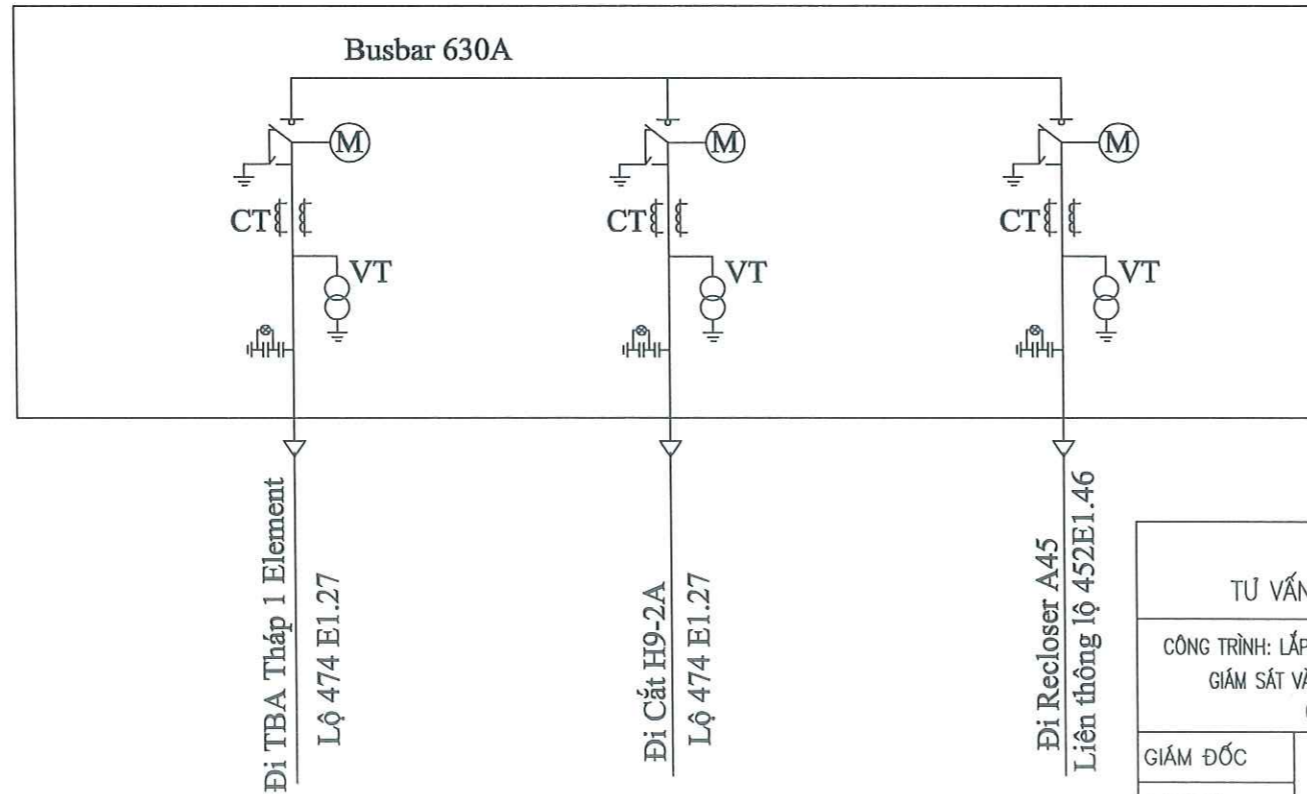 Busbar 630A
M
M
M
CT
CT
CT
VT
VT
VT
Đi TBA Tháp 1 Element
Lộ 474 E1.27
Đi Cắt H9-2A
Lộ 474 E1.27
Đi Recloser A45
Liên thông lộ 452E1.46
TƯ VẤN
CÔNG TRÌNH: LẮP
GIÁM SÁT VÀ
GIÁM ĐỐC